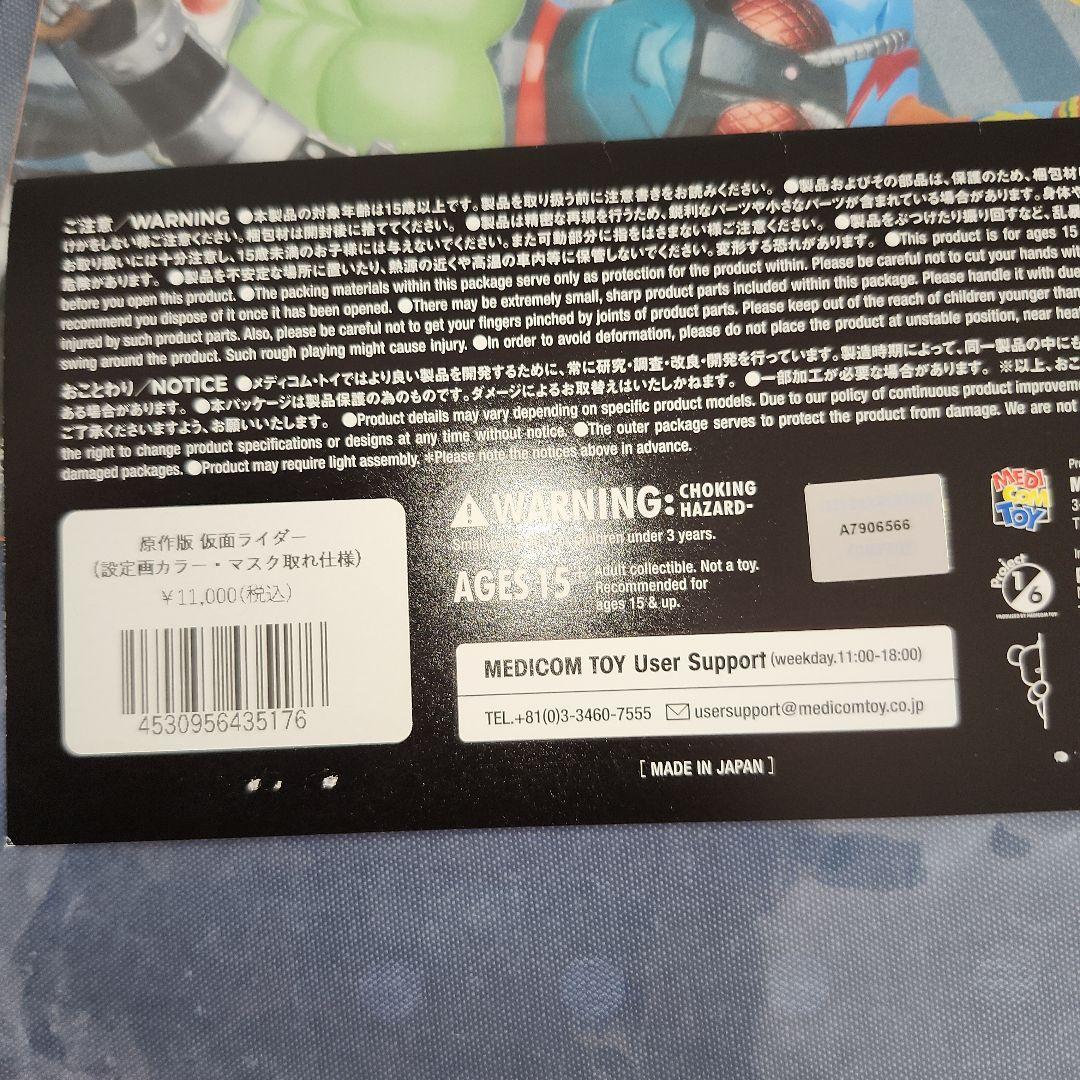 ご注意／WARNING ●本製品の対象年齢は15歳以上です。製品を取り扱う前に注意書きをお読みください。 ●製品およびその部品は、保護のため、梱包材
けがをしない様ご注意ください。梱包材は開封後に捨ててください。 ●製品は精密な再現を行うため、鋭利なパーツや小さなパーツが含まれている場合があります。身体や
お取り扱いには十分注意し、15歳未満のお子様には与えないでください。また可動部分に指をはさまない様ご注意ください。 ●製品をぶつけたり振り回すなど、乱暴
危険があります。 ●製品を不安定な場所に置いたり、熱源の近くや高温の車内等に保管しないでください。変形する恐れがあります。 ●This product is for ages 15
before you open this product. ●The packing materials within this package serve only as protection for the product within. Please be careful not to cut your hands with
recommend you dispose of it once it has been opened. ●There may be extremely small, sharp product parts included within this package. Please handle it with due
injured by such product parts. Also, please be careful not to get your fingers pinched by joints of product parts. Please keep out of the reach of children younger than
swing around the product. Such rough playing might cause injury. ●In order to avoid deformation, please do not place the product at unstable position, near heat
おことわり／NOTICE ●メディコム・トイではより良い製品を開発するために、常に研究・調査・改良・開発を行っています。製造時期によって、同一製品の中にも
ある場合があります。 ●本パッケージは製品保護の為のものです。ダメージによるお取替えはいたしかねます。 ●一部加工が必要な場合があります。 ※以上、おこ
ご了承くださいますよう、お願いいたします。 ●Product details may vary depending on specific product models. Due to our policy of continuous product improveme
the right to change product specifications or designs at any time without notice. ●The outer package serves to protect the product from damage. We are not
damaged packages. ●Product may require light assembly. *Please note the notices above in advance.
原作版 仮面ライダー
(設定画カラー・マスク取れ仕様)
￥11,000(税込)
4530956435176
WARNING: CHOKING
HAZARD-
under 3 years.
AGES 15
Adult collectible. Not a toy.
Recommended for
ages 15 & up.
A7906566
MEDICOM TOY User Support (weekday.11:00-18:00)
TEL.+81(0)3-3460-7555 usersupport@medicomtoy.co.jp
[ MADE IN JAPAN ]
MEDI
COM
TOY
Project
1/6
PRODUCED BY MEDICOM TOY